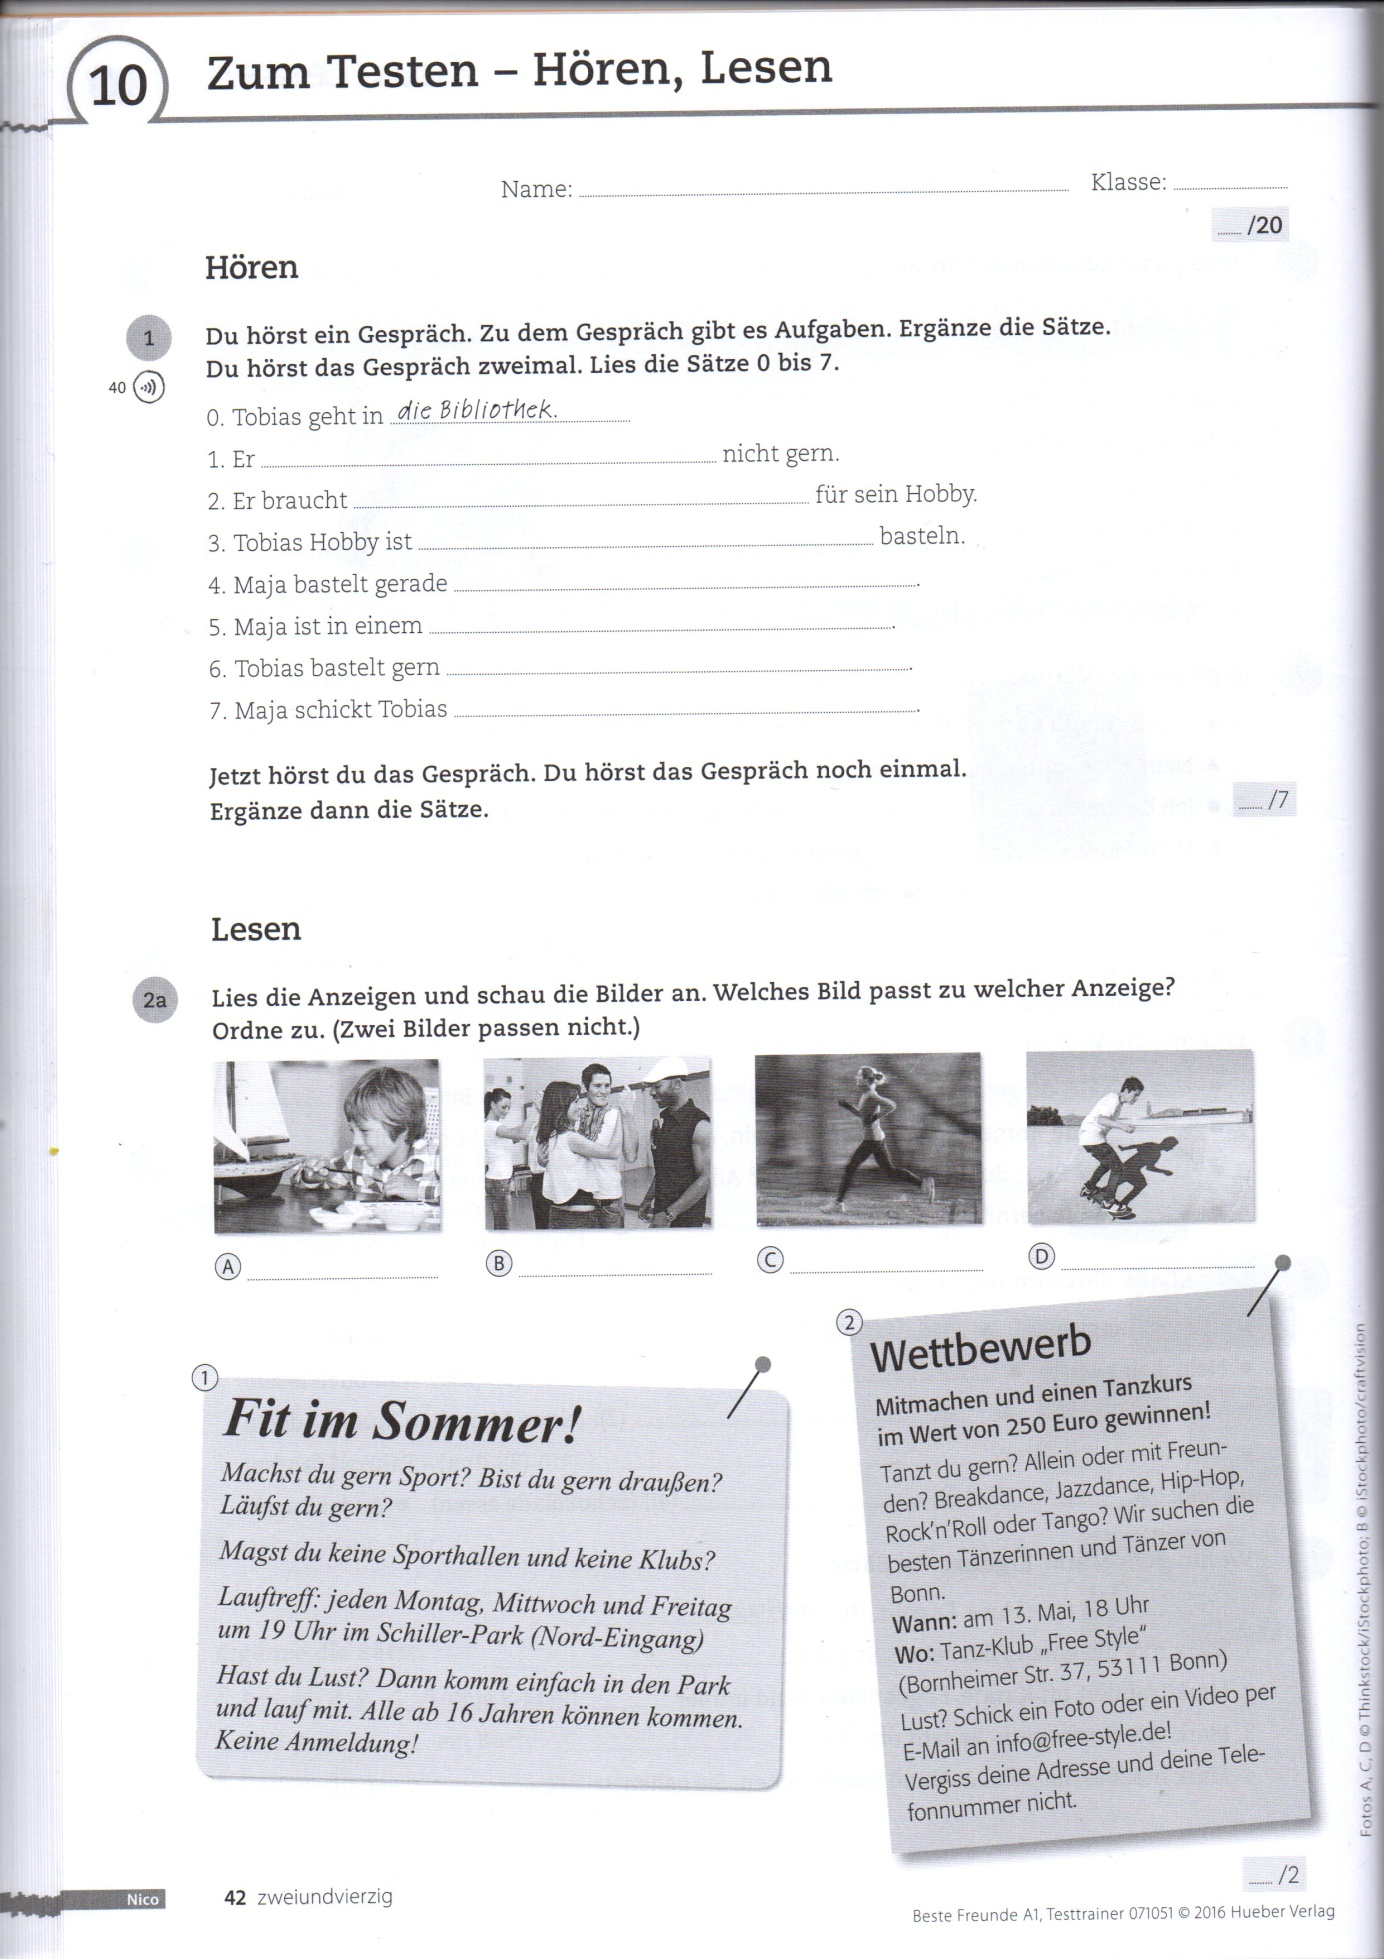 10 Zum Testen – Hören, Lesen
Name: Klasse:
/20
Hören
1 Du hörst ein Gespräch. Zu dem Gespräch gibt es Aufgaben. Ergänze die Sätze.
40 Du hörst das Gespräch zweimal. Lies die Sätze 0 bis 7.
0. Tobias geht in die Bibliothek.
1. Er nicht gern.
2. Er braucht für sein Hobby.
3. Tobias Hobby ist basteln.
4. Maja bastelt gerade .
5. Maja ist in einem .
6. Tobias bastelt gern .
7. Maja schickt Tobias .
Jetzt hörst du das Gespräch. Du hörst das Gespräch noch einmal.
Ergänze dann die Sätze.
/7
Lesen
2a Lies die Anzeigen und schau die Bilder an. Welches Bild passt zu welcher Anzeige?
Ordne zu. (Zwei Bilder passen nicht.)
A B C D
1
Fit im Sommer!
Machst du gern Sport? Bist du gern draußen?
Läufst du gern?
Magst du keine Sporthallen und keine Klubs?
Lauftreff: jeden Montag, Mittwoch und Freitag
um 19 Uhr im Schiller-Park (Nord-Eingang)
Hast du Lust? Dann komm einfach in den Park
und lauf mit. Alle ab 16 Jahren können kommen.
Keine Anmeldung!
2
Wettbewerb
Mitmachen und einen Tanzkurs
im Wert von 250 Euro gewinnen!
Tanzt du gern? Allein oder mit Freun-
den? Breakdance, Jazzdance, Hip-Hop,
Rock'n'Roll oder Tango? Wir suchen die
besten Tänzerinnen und Tänzer von
Bonn.
Wann: am 13. Mai, 18 Uhr
Wo: Tanz-Klub „Free Style“
(Bornheimer Str. 37, 53111 Bonn)
Lust? Schick ein Foto oder ein Video per
E-Mail an info@free-style.de!
Vergiss deine Adresse und deine Tele-
fonnummer nicht.
Fotos A, C, D © Thinkstock/iStockphoto; B © iStockphoto/craftvision
/2
Nico 42 zweiundvierzig
Beste Freunde A1, Testtrainer 071051 © 2016 Hueber Verlag